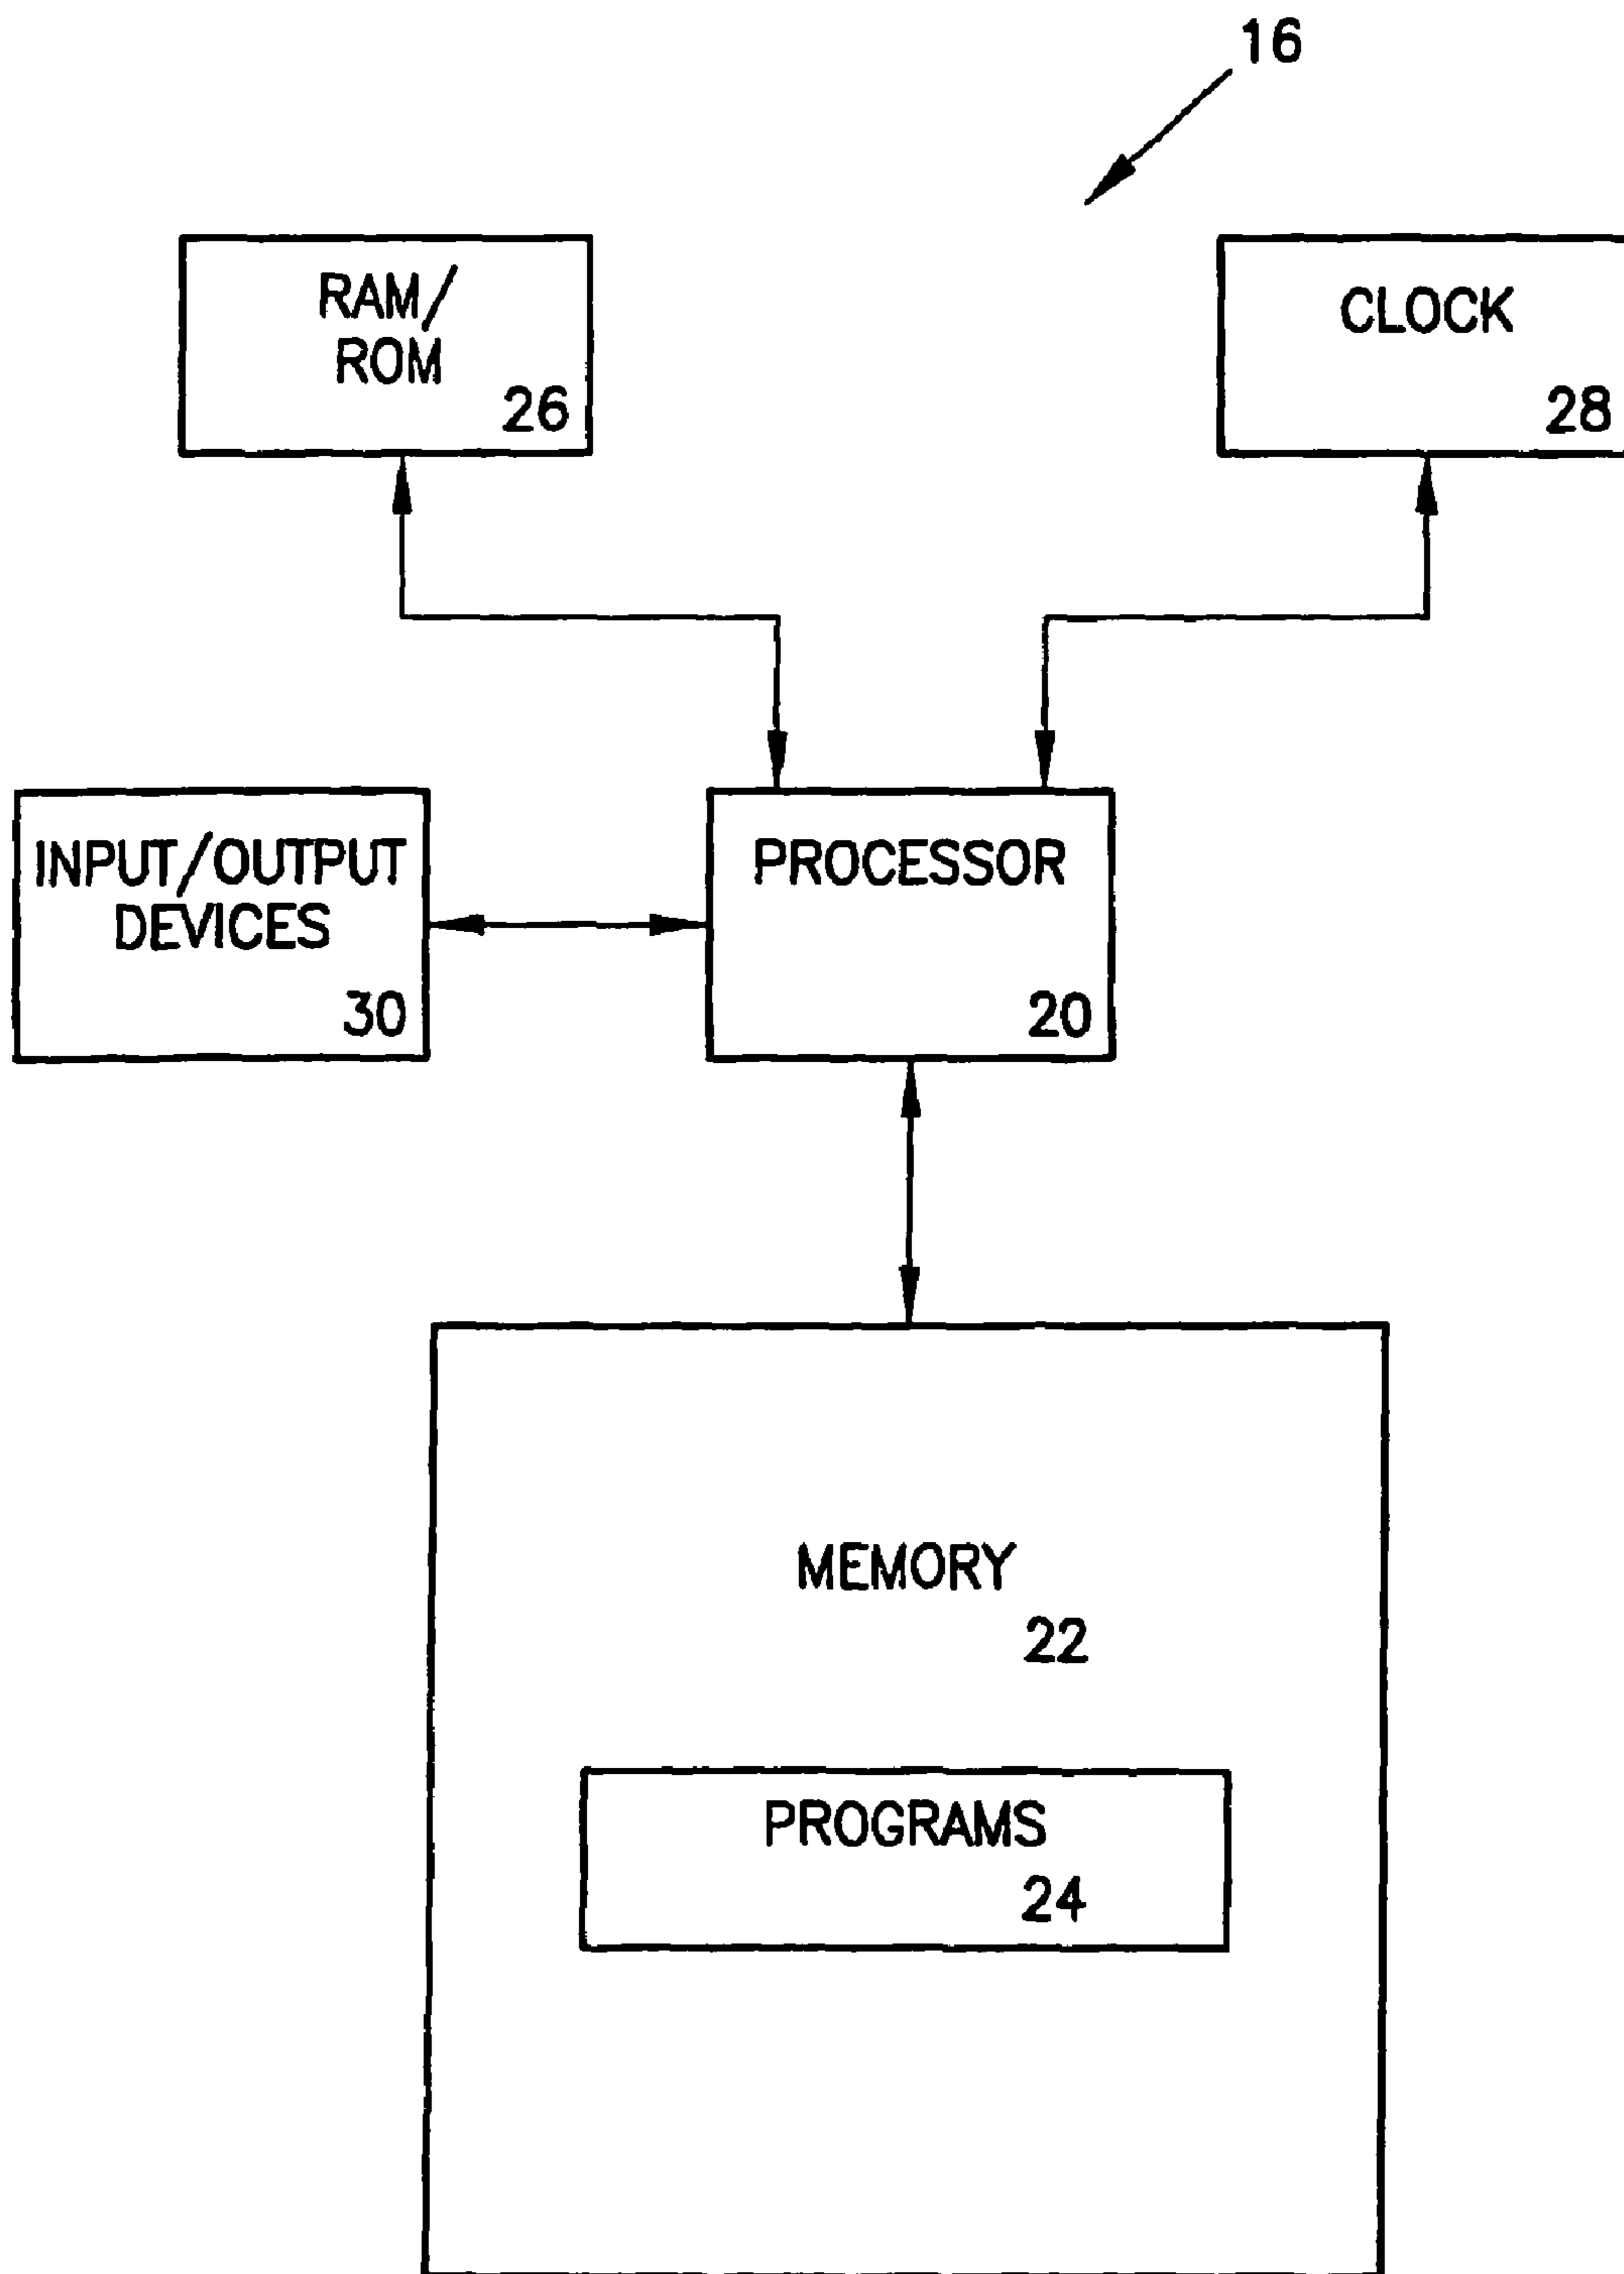 16
RAM/
ROM
26
CLOCK
28
INPUT/OUTPUT
DEVICES
30
PROCESSOR
20
MEMORY
22
PROGRAMS
24